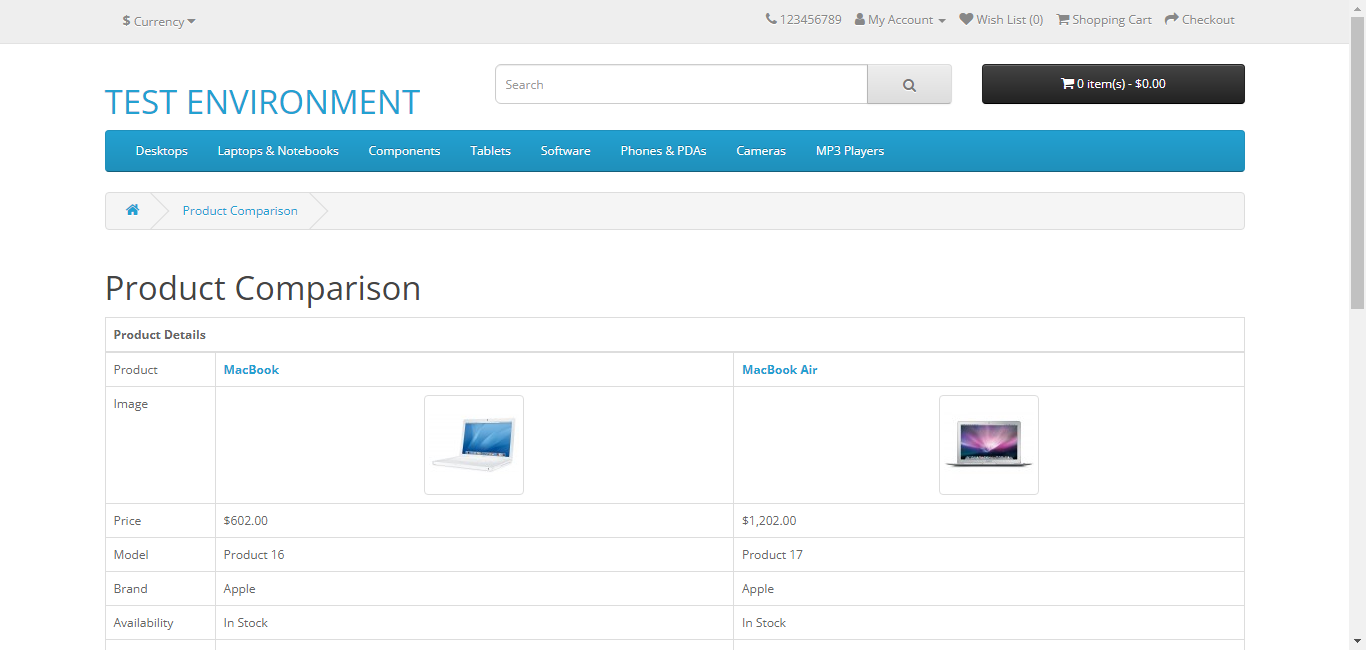 $ Currency
123456789 My Account Wish List (0) Shopping Cart Checkout
TEST ENVIRONMENT
Search
0 item(s) - $0.00
Desktops Laptops & Notebooks Components Tablets Software Phones & PDAs Cameras MP3 Players
Product Comparison
Product Comparison
Product Details
Product MacBook MacBook Air
Image
Price $602.00 $1,202.00
Model Product 16 Product 17
Brand Apple Apple
Availability In Stock In Stock